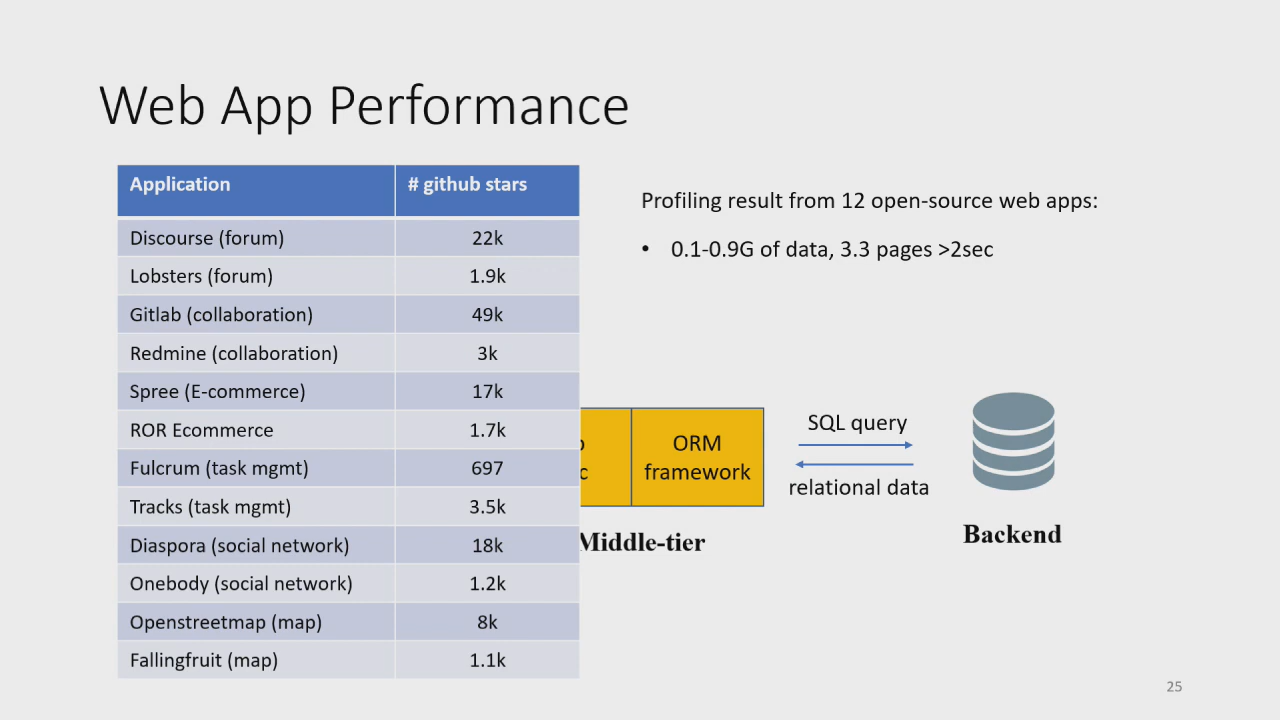 Web App Performance
Application # github stars
Discourse (forum) 22k
Lobsters (forum) 1.9k
Gitlab (collaboration) 49k
Redmine (collaboration) 3k
Spree (E-commerce) 17k
ROR Ecommerce 1.7k
Fulcrum (task mgmt) 697
Tracks (task mgmt) 3.5k
Diaspora (social network) 18k
Onebody (social network) 1.2k
Openstreetmap (map) 8k
Fallingfruit (map) 1.1k
Profiling result from 12 open-source web apps:
• 0.1-0.9G of data, 3.3 pages >2sec
ORM
framework
Middle-tier
SQL query
relational data
Backend
25